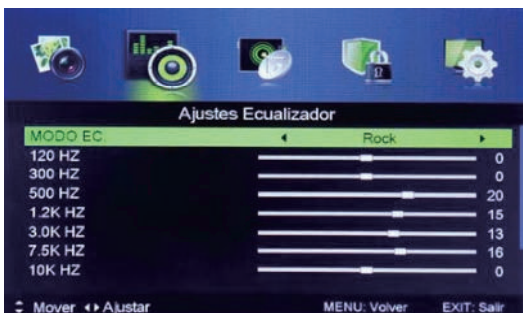 Ajustes Ecualizador
MODO EC. Rock
120 HZ 0
300 HZ 0
500 HZ 20
1.2K HZ 15
3.0K HZ 13
7.5K HZ 16
10K HZ 0
Mover Ajustar MENU: Volver EXIT: Salir